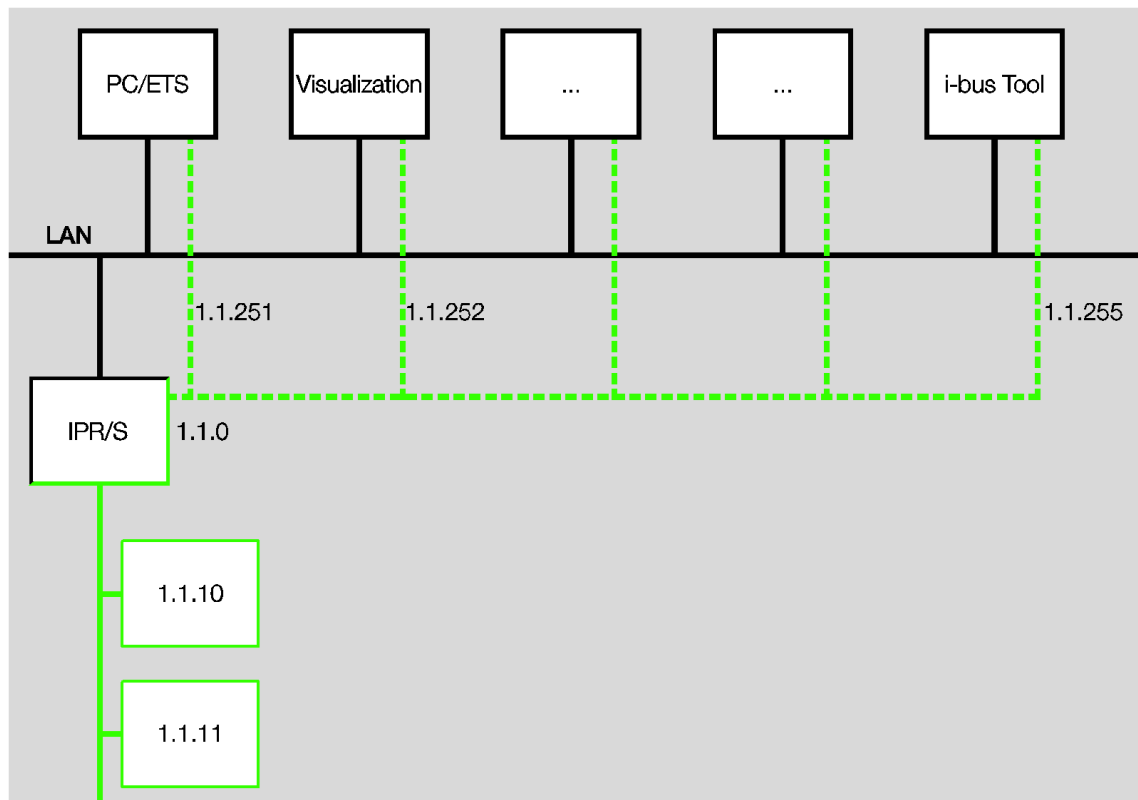 PC/ETS
Visualization
...
...
i-bus Tool
LAN
1.1.251
1.1.252
1.1.255
IPR/S
1.1.0
1.1.10
1.1.11